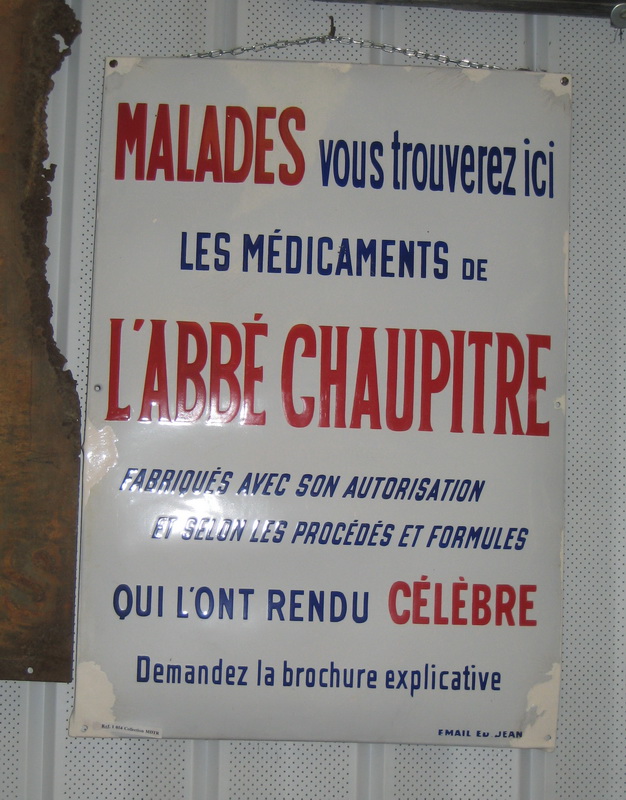 MALADES vous trouverez ici
LES MÉDICAMENTS DE
L'ABBÉ CHAUPITRE
FABRIQUÉS AVEC SON AUTORISATION
ET SELON LES PROCÉDÉS ET FORMULES
QUI L'ONT RENDU CÉLÈBRE
Demandez la brochure explicative
EMAIL ED. JEAN